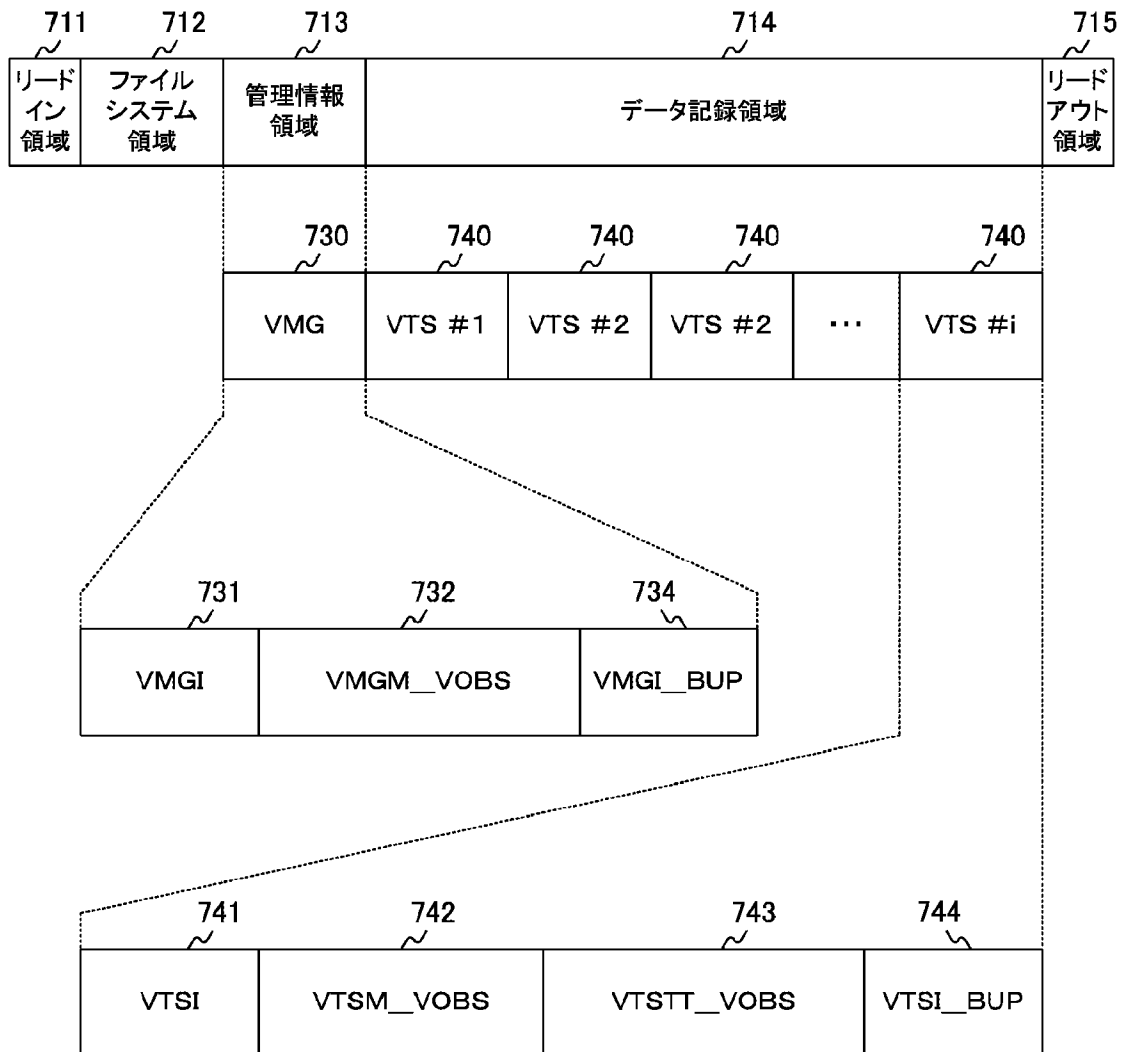 711 712 713 714 715
リード
イン
領域
ファイル
システム
領域
管理情報
領域
データ記録領域
リード
アウト
領域
730 740 740 740 740
VMG VTS #1 VTS #2 VTS #2 ... VTS #i
731 732 734
VMGI VMGM__VOBS VMGI__BUP
741 742 743 744
VTSI VTSM__VOBS VTSTT__VOBS VTSI__BUP